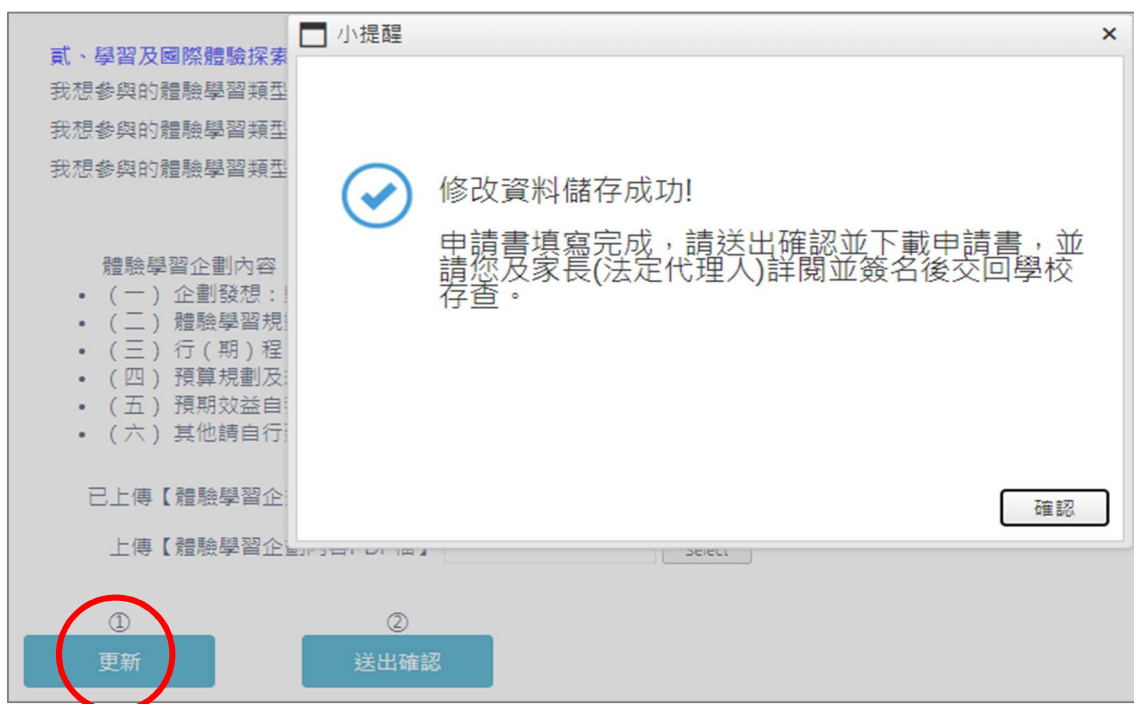 小提醒
×
貳、學習及國際體驗探索
我想參與的體驗學習類型
我想參與的體驗學習類型
我想參與的體驗學習類型
修改資料儲存成功!
申請書填寫完成,請送出確認並下載申請書,並
請您及家長(法定代理人)詳閱並簽名後交回學校
存查。
體驗學習企劃內容
• (一) 企劃發想:
• (二) 體驗學習規
• (三) 行(期)程
• (四) 預算規劃及
• (五) 預期效益自
• (六) 其他請自行
已上傳【體驗學習企
確認
上傳【體驗學習企劃內容PDF檔】
Select
① ②
更新 送出確認